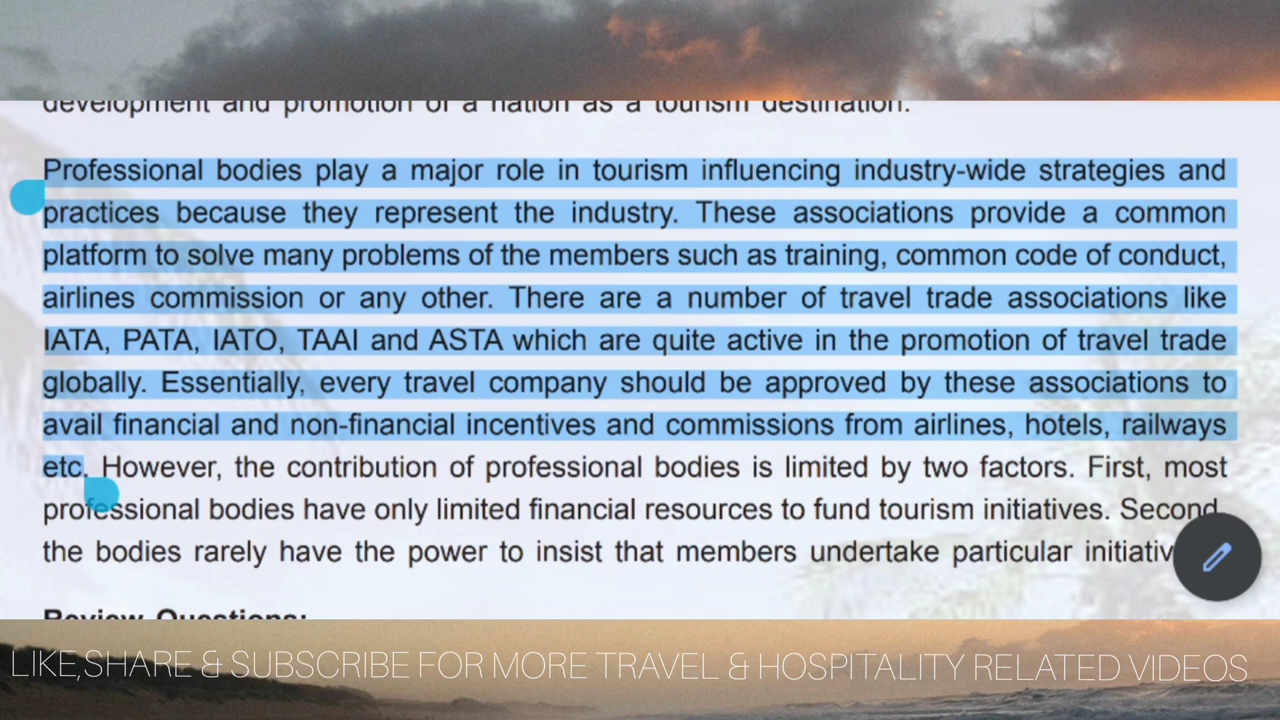 development and promotion of a nation as a tourism destination.
Professional bodies play a major role in tourism influencing industry-wide strategies and
practices because they represent the industry. These associations provide a common
platform to solve many problems of the members such as training, common code of conduct,
airlines commission or any other. There are a number of travel trade associations like
IATA, PATA, IATO, TAAI and ASTA which are quite active in the promotion of travel trade
globally. Essentially, every travel company should be approved by these associations to
avail financial and non-financial incentives and commissions from airlines, hotels, railways
etc. However, the contribution of professional bodies is limited by two factors. First, most
professional bodies have only limited financial resources to fund tourism initiatives. Second
the bodies rarely have the power to insist that members undertake particular
Review Questions:
LIKE,SHARE & SUBSCRIBE FOR MORE TRAVEL & HOSPITALITY RELATED VIDEOS